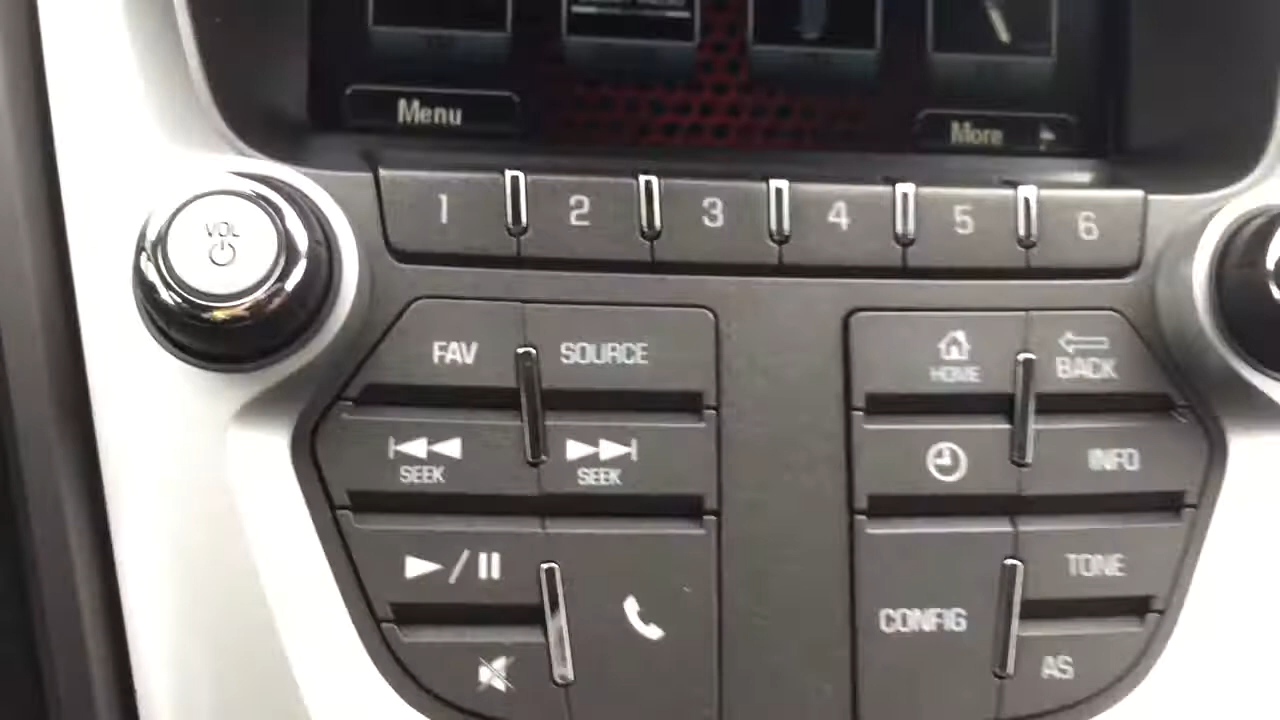 Menu
More
VOL
1 2 3 4 5 6
FAV SOURCE
HOME BACK
SEEK SEEK
INFO
TONE
CONFIG
AS